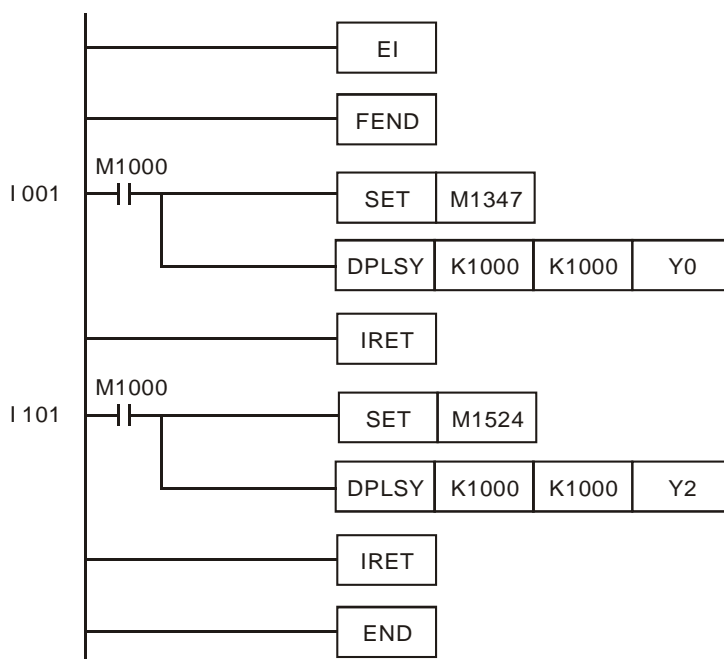 EI
FEND
M1000
I 001
SET M1347
DPLSY K1000 K1000 Y0
IRET
M1000
I 101
SET M1524
DPLSY K1000 K1000 Y2
IRET
END